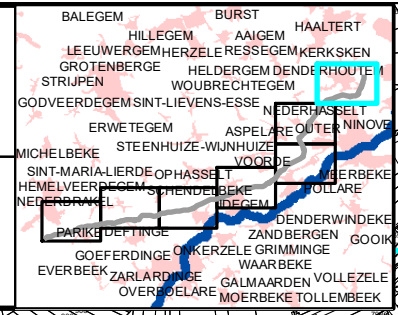 BALEGEM BURST
HAALTERT
HILLEGEM AAIGEM
LEEUWERGEM HERZELE RESSEGEM KERKSKEN
GROTENBERGE HELDERGEM DENDERHOUTEM
STRIJPEN WOUBRECHTEGEM
GODVEERDEGEM SINT-LIEVENS-ESSE
NEDERHASSELT
ERWETEGEM ASPELARE OUTER NINOVE
STEENHUIZE-WIJNHUIZE
MICHELBEKE VOORDE
SINT-MARIA-LIERDE OPHASSELT MEERBEKE
HEMELVEERDEGEM SCHENDELBEKE POLLARE
NEDERBRAKEL IDEGEM
DENDERWINDEKE
PARIKE DEFTINGE ZANDBERGEN GOOIK
GOEFERDINGE ONKERZELE GRIMMINGE
EVERBEEK WAARBEKE
ZARLARDINGE GALMAARDEN VOLLEZELE
OVERBOELARE MOERBEKE TOLLEMBEEK